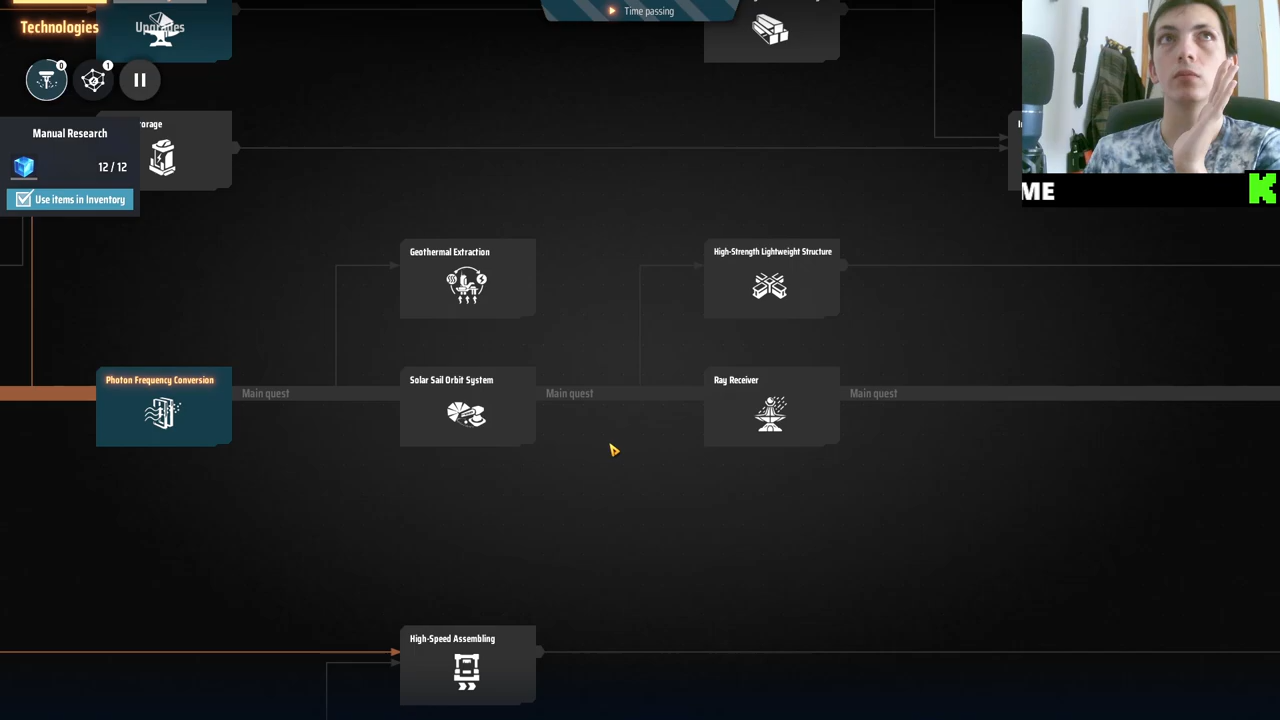 Time passing
Technologies
Upgrades
0
1
Manual Research
12 / 12
Use items in Inventory
orage
ME
K
Geothermal Extraction
High-Strength Lightweight Structure
Photon Frequency Conversion
Main quest
Solar Sail Orbit System
Main quest
Ray Receiver
Main quest
High-Speed Assembling